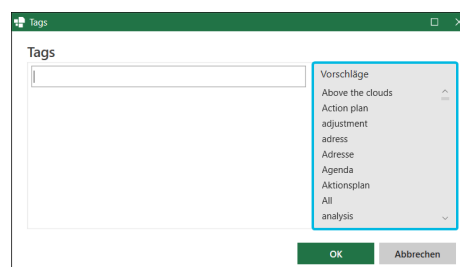 Tags
Tags
Vorschläge
Above the clouds
Action plan
adjustment
adress
Adresse
Agenda
Aktionsplan
All
analysis
OK
Abbrechen